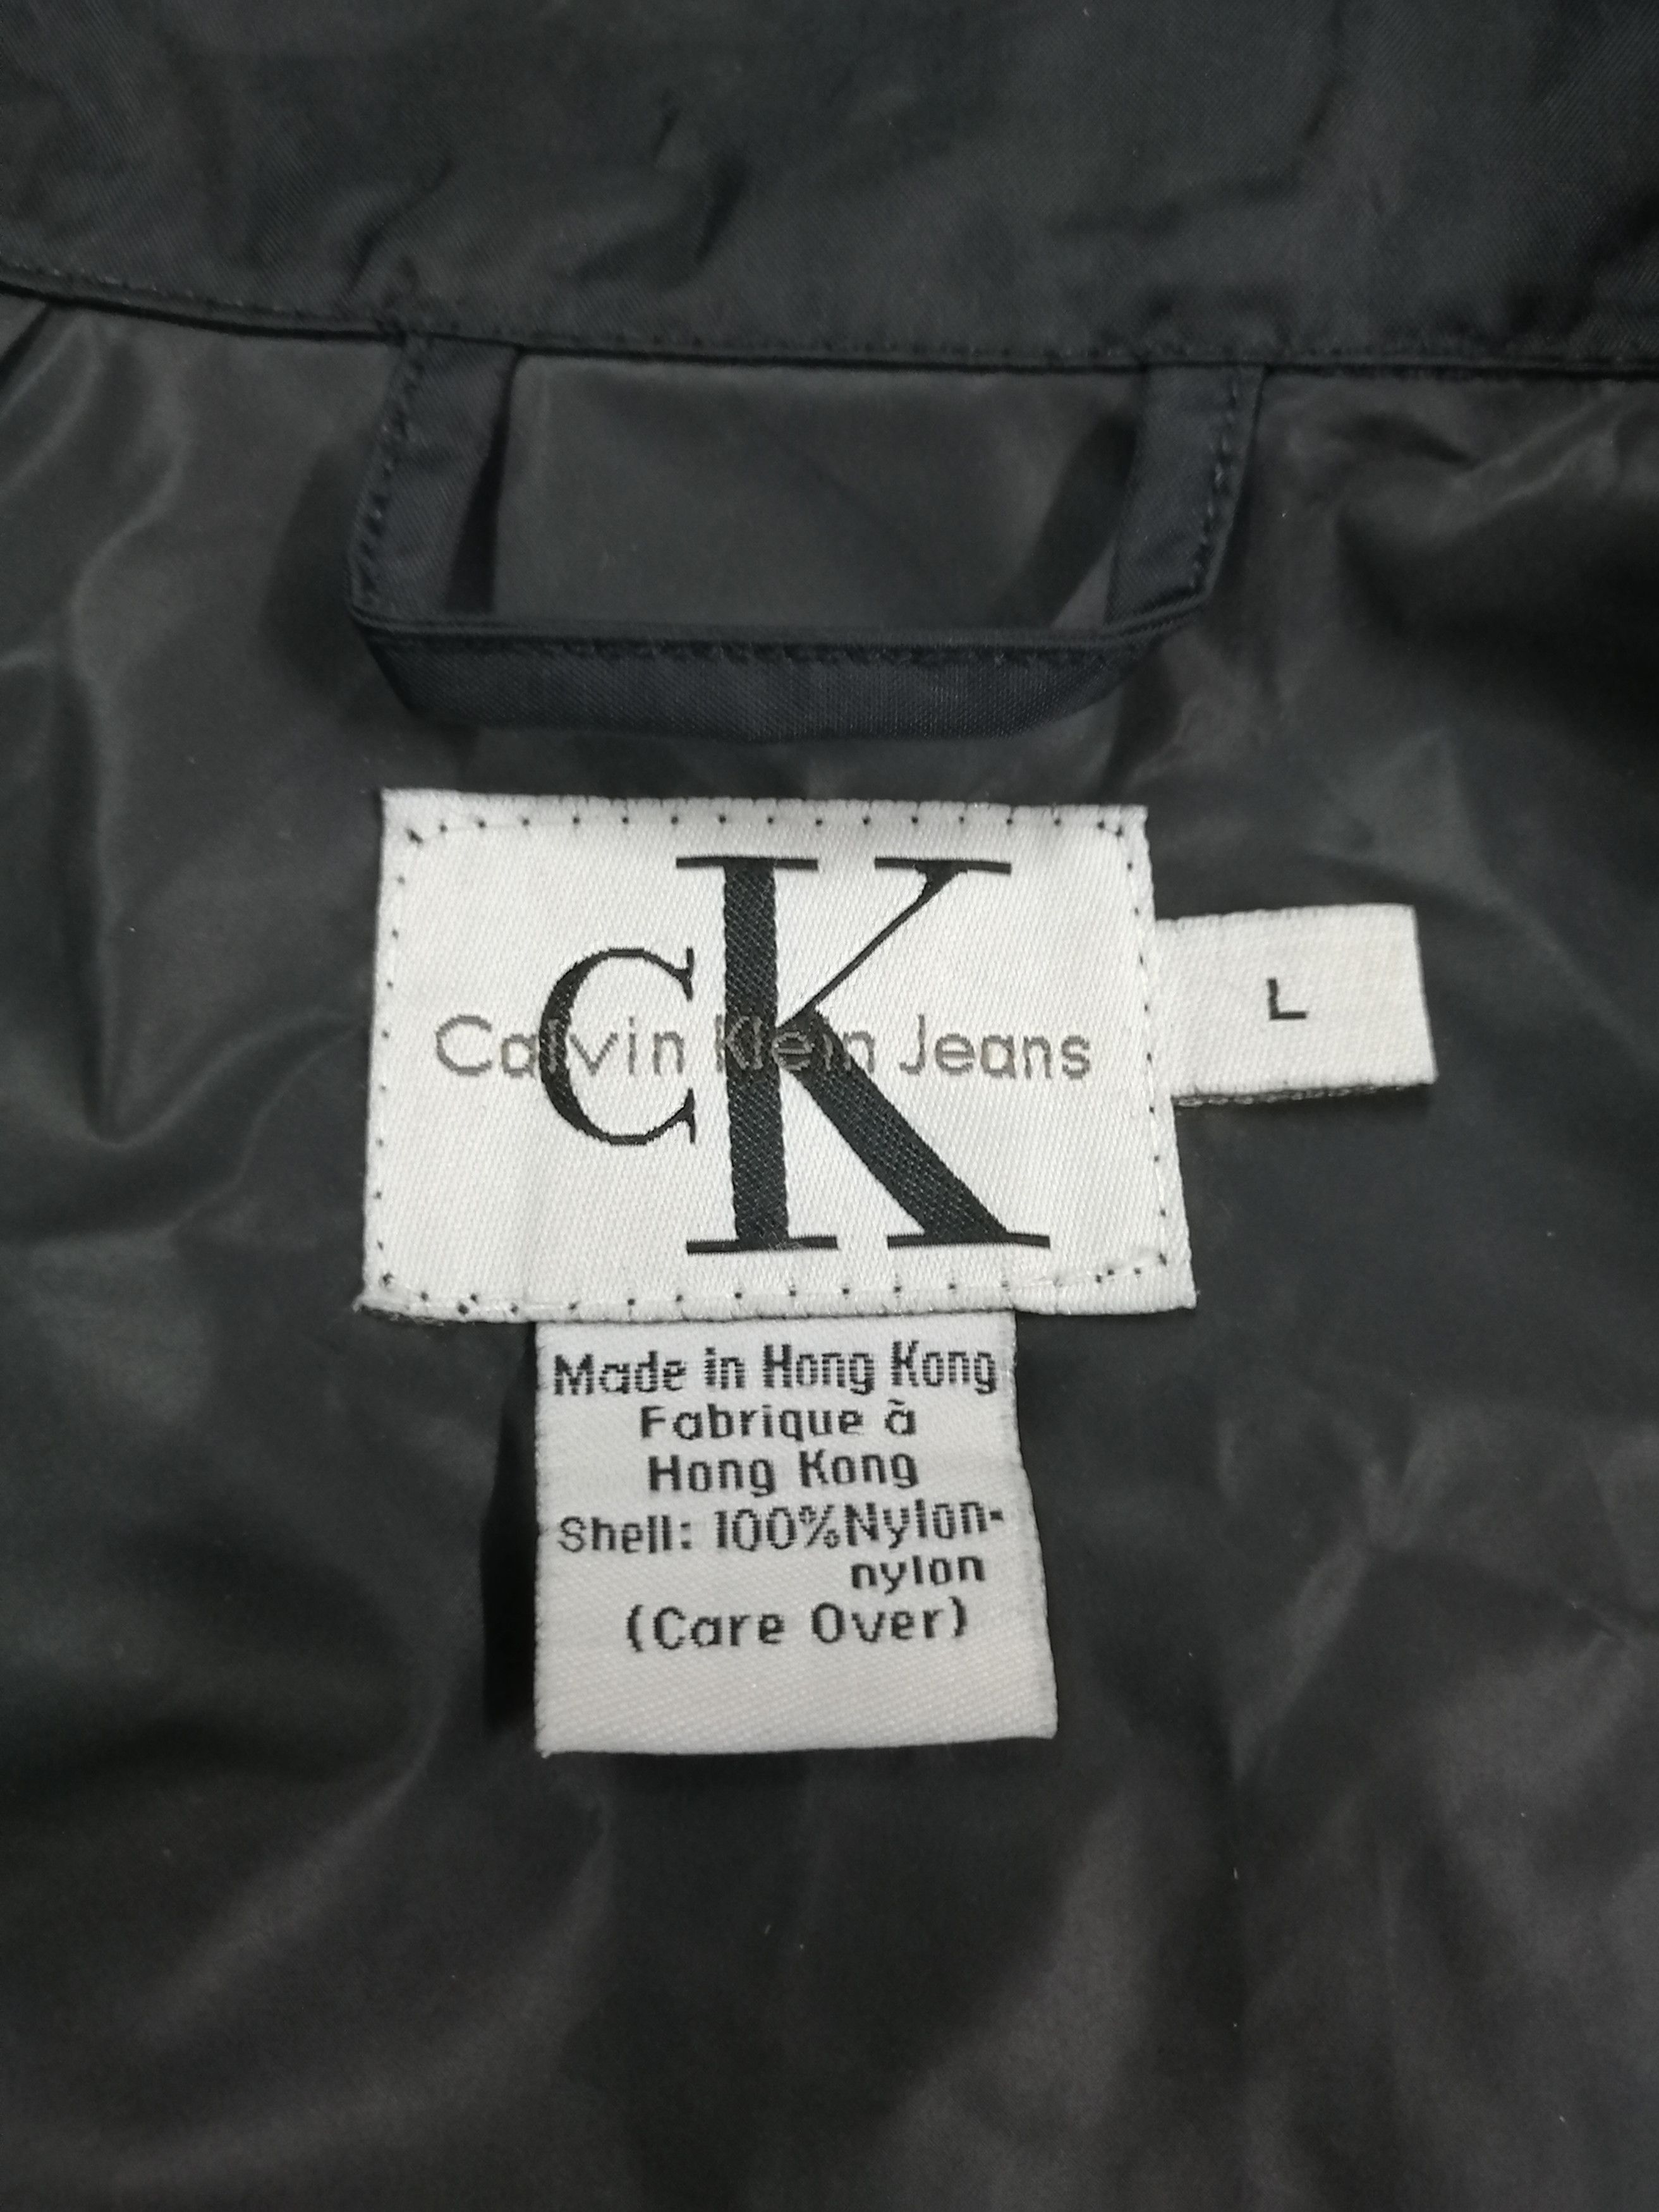 CK
Calvin Klein Jeans
L
Made in Hong Kong
Fabrique à
Hong Kong
Shell: 100%Nylon-
nylon
(Care Over)